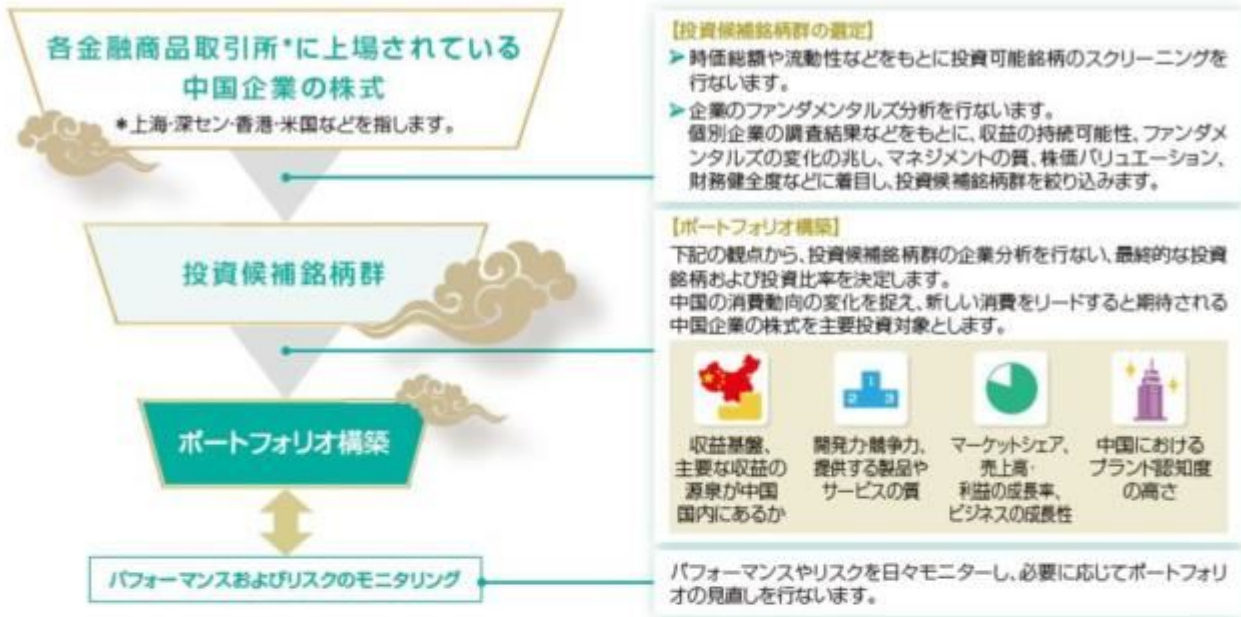 各金融商品取引所*に上場されている
中国企業の株式
*上海・深セン・香港・米国などを指します。
投資候補銘柄群
ポートフォリオ構築
パフォーマンスおよびリスクのモニタリング
【投資候補銘柄群の選定】
➤時価総額や流動性などをもとに投資可能銘柄のスクリーニングを
行ないます。
➤企業のファンダメンタルズ分析を行ないます。
個別企業の調査結果などをもとに、収益の持続可能性、ファンダメ
ンタルズの変化の兆し、マネジメントの質、株価バリュエーション、
財務健全度などに着目し、投資候補銘柄群を絞り込みます。
【ポートフォリオ構築】
下記の観点から、投資候補銘柄群の企業分析を行ない、最終的な投資
銘柄および投資比率を決定します。
中国の消費動向の変化を捉え、新しい消費をリードすると期待される
中国企業の株式を主要投資対象とします。
収益基盤、
主要な収益の
源泉が中国
国内にあるか
1
2 3
開発力・競争力、
提供する製品や
サービスの質
マーケットシェア、
売上高・
利益の成長率、
ビジネスの成長性
中国における
ブランド認知度
の高さ
パフォーマンスやリスクを日々モニターし、必要に応じてポートフォリ
オの見直しを行ないます。